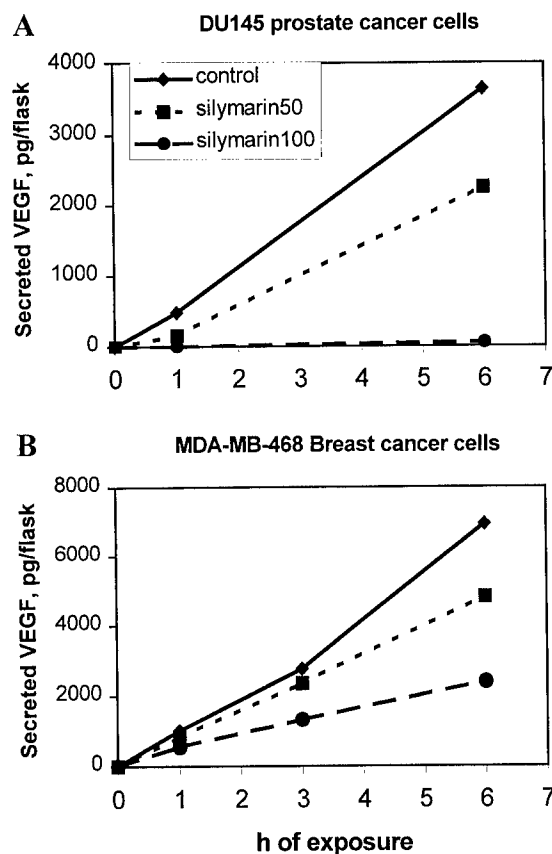 A
DU145 prostate cancer cells
Secreted VEGF, pg/flask
4000
3000
2000
1000
0
control
silymarin50
silymarin100
0 1 2 3 4 5 6 7
B
MDA-MB-468 Breast cancer cells
Secreted VEGF, pg/flask
8000
6000
4000
2000
0
0 1 2 3 4 5 6 7
h of exposure